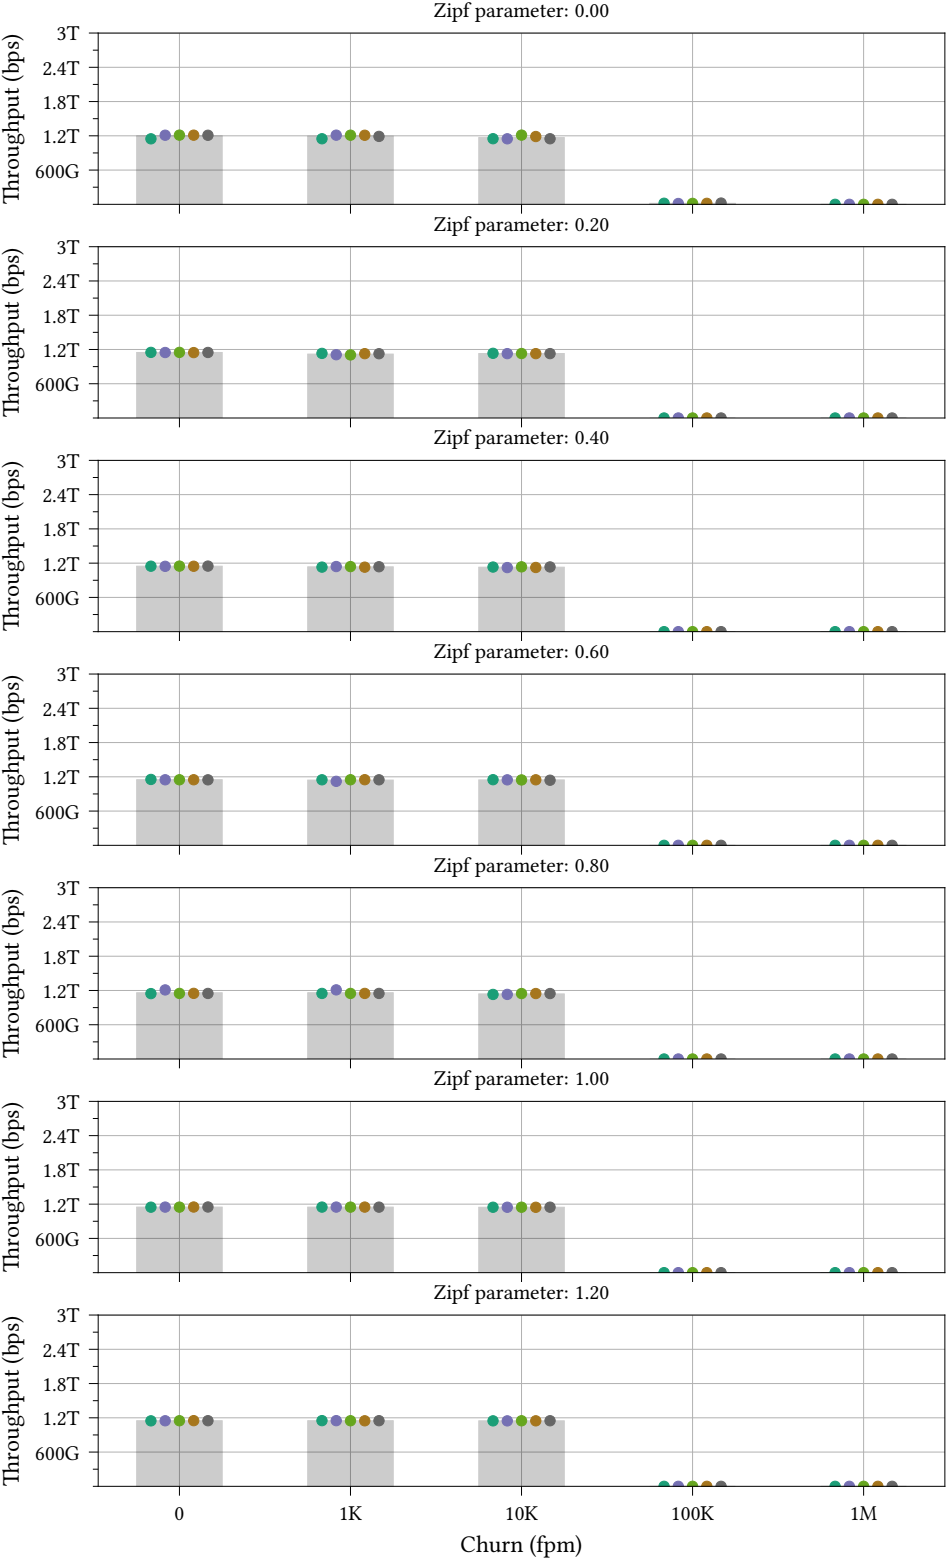 Zipf parameter: 0.00
3T
2.4T
1.8T
1.2T
600G
Throughput (bps)
Zipf parameter: 0.20
3T
2.4T
1.8T
1.2T
600G
Throughput (bps)
Zipf parameter: 0.40
3T
2.4T
1.8T
1.2T
600G
Throughput (bps)
Zipf parameter: 0.60
3T
2.4T
1.8T
1.2T
600G
Throughput (bps)
Zipf parameter: 0.80
3T
2.4T
1.8T
1.2T
600G
Throughput (bps)
Zipf parameter: 1.00
3T
2.4T
1.8T
1.2T
600G
Throughput (bps)
Zipf parameter: 1.20
3T
2.4T
1.8T
1.2T
600G
Throughput (bps)
0 1K 10K 100K 1M
Churn (fpm)